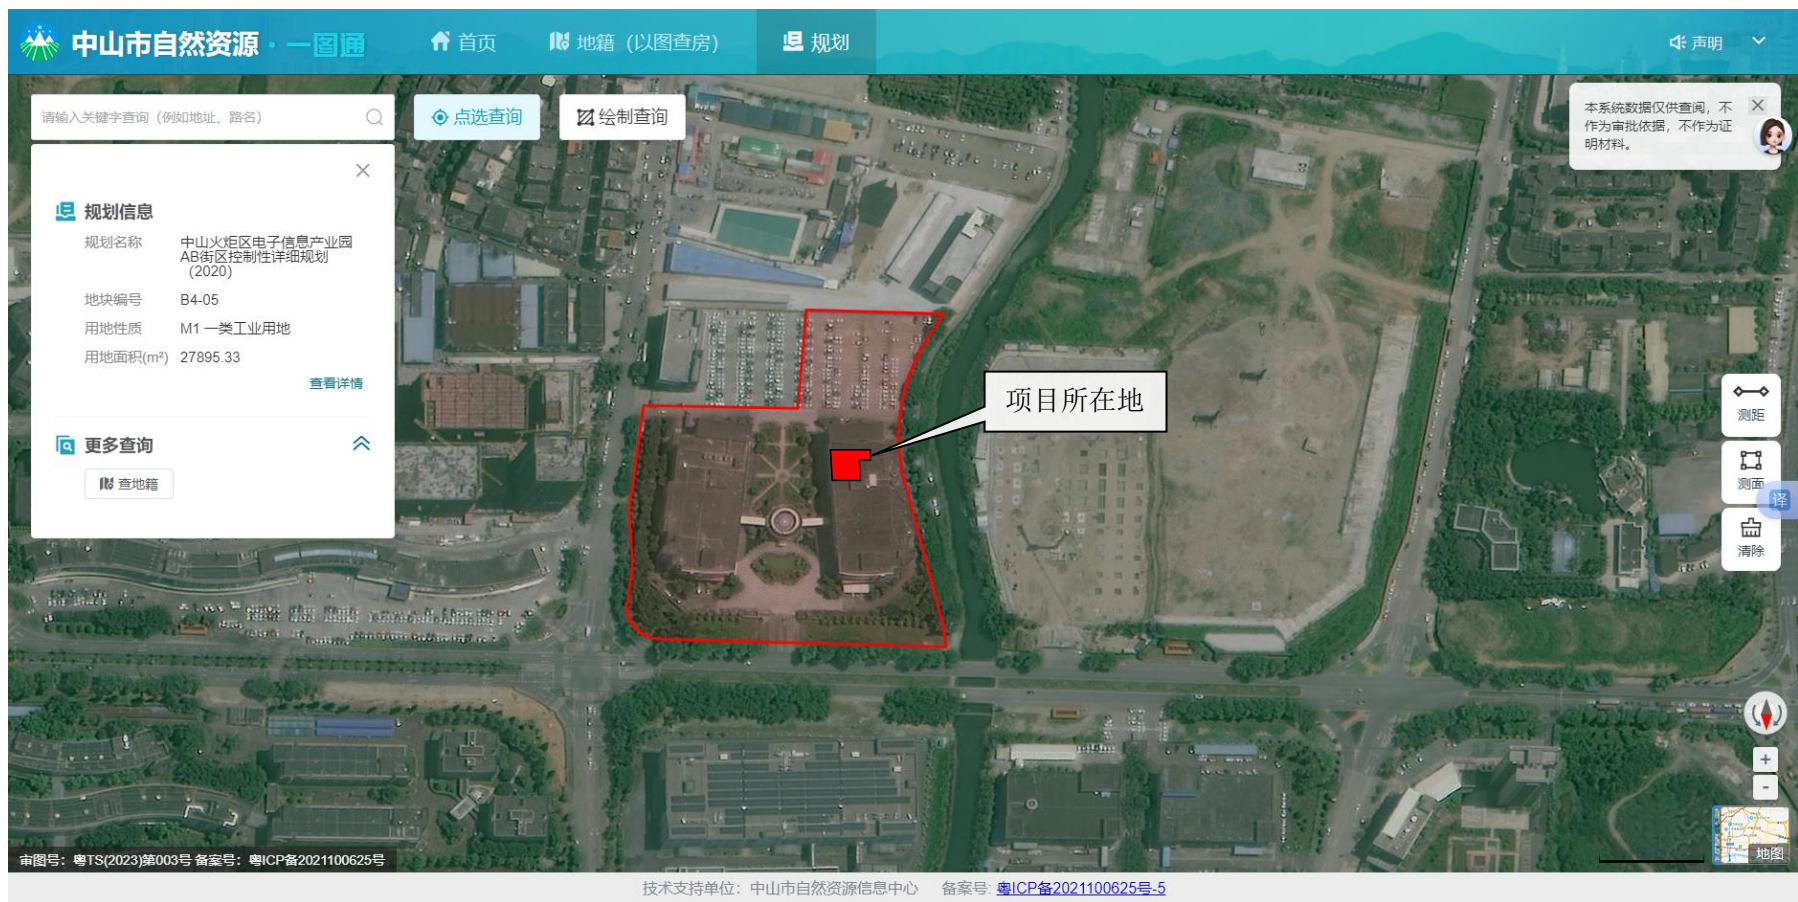 中山市自然资源·一图通
首页
地籍（以图查房）
规划
声明
请输入关键字查询（例如地址、路名）
点选查询
绘制查询
本系统数据仅供查阅，不
作为审批依据，不作为证
明材料。
规划信息
规划名称 中山火炬区电子信息产业园
AB街区控制性详细规划
（2020）
地块编号 B4-05
用地性质 M1 一类工业用地
用地面积(m²) 27895.33
查看详情
更多查询
查地籍
项目所在地
测距
测面
译
清除
+
-
地图
审图号：粤TS(2023)第003号 备案号：粤ICP备2021100625号
技术支持单位：中山市自然资源信息中心 备案号: 粤ICP备2021100625号-5